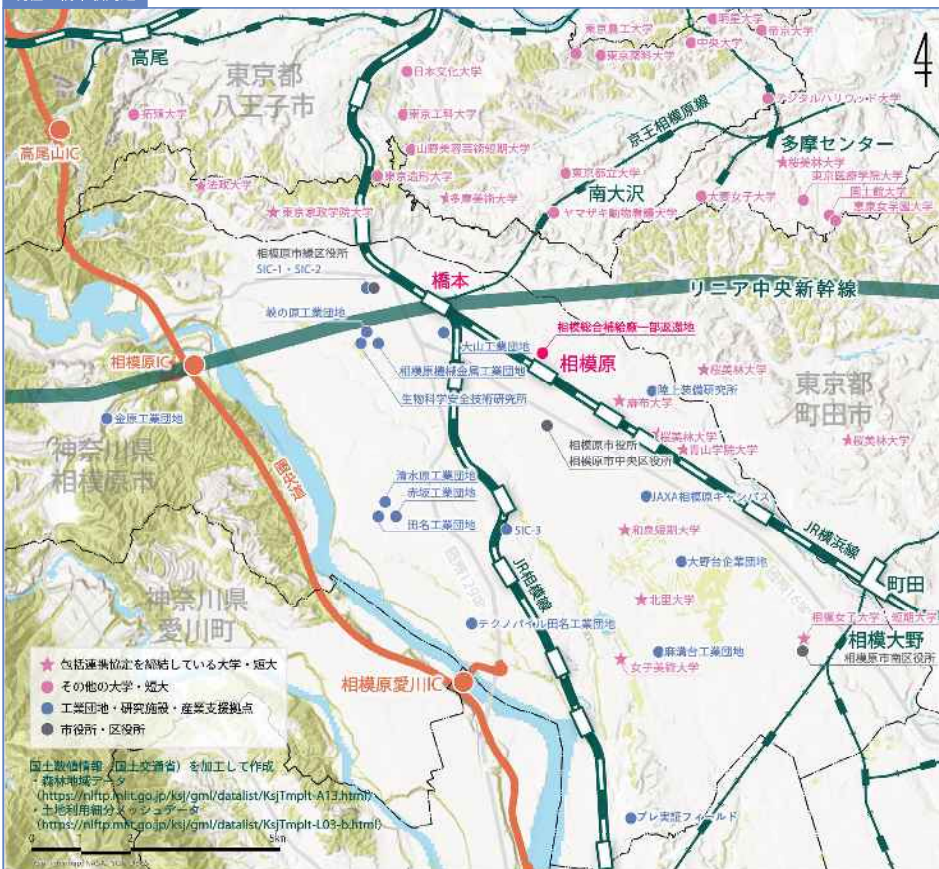 高尾
東京都
八王子市
日本文化大学
東京農工大学
東京薬科大学
明星大学
中央大学
帝京大学
拓殖大学
高尾山IC
東京工科大学
デジタルハリウッド大学
京王相模原線
多摩センター
山野美容芸術短期大学
桜美林大学
東京造形大学
東京都立大学
東京医療学院大学
法政大学
南大沢
国士舘大学
多摩美術大学
大妻女子大学
恵泉女学園大学
東京家政学院大学
ヤマザキ動物看護大学
相模原市緑区役所
SIC-1・SIC-2
橋本
リニア中央新幹線
峡の原工業団地
相模総合補給廠一部返還地
大山工業団地
相模原
相模原IC
相模原機械金属工業団地
桜美林大学
東京都
町田市
陸上装備研究所
生物科学安全技術研究所
麻布大学
金原工業団地
神奈川県
相模原市
相模原市役所
相模原市中央区役所
桜美林大学
青山学院大学
桜美林大学
圏央道
清水原工業団地
赤坂工業団地
田名工業団地
JAXA相模原キャンパス
SIC-3
和泉短期大学
JR横浜線
国道129号
JR相模線
大野台企業団地
国道16号
町田
神奈川県
愛川町
北里大学
テクノパイル田名工業団地
相模女子大学・短期大学部
相模大野
相模原市南区役所
麻溝台工業団地
女子美術大学
相模原愛川IC
包括連携協定を締結している大学・短大
その他の大学・短大
工業団地・研究施設・産業支援拠点
市役所・区役所
国土数値情報（国土交通省）を加工して作成
・森林地域データ
（https://nlftp.mlit.go.jp/ksj/gml/datalist/KsjTmplt-A13.html）
・土地利用細分メッシュデータ
（https://nlftp.mlit.go.jp/ksj/gml/datalist/KsjTmplt-L03-b.html）
プレ実証フィールド
0 1 2 5km